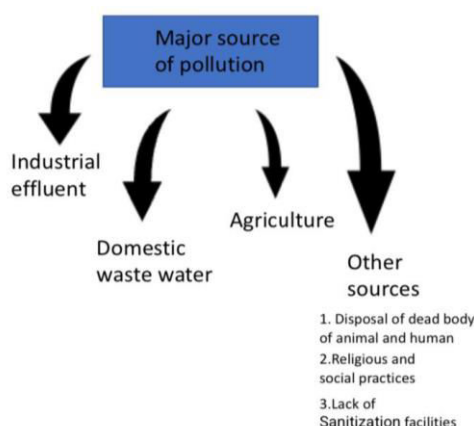 Major source
of pollution
Industrial
effluent
Domestic
waste water
Agriculture
Other
sources
1. Disposal of dead body
of animal and human
2.Religious and
social practices
3.Lack of
Sanitization facilities